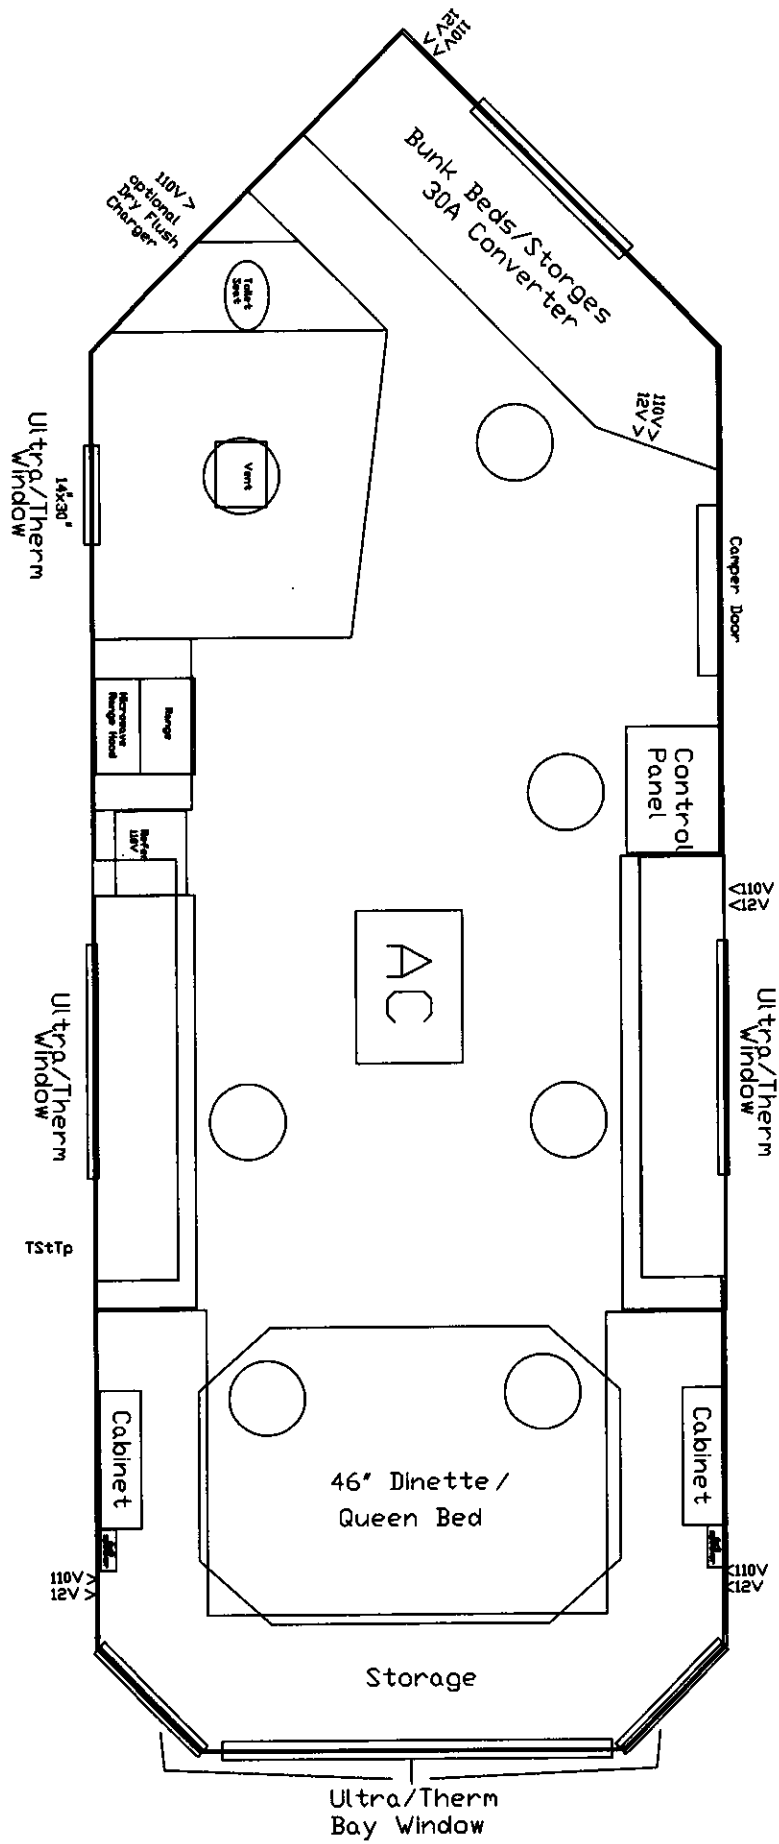 110V >
12V >
Bunk Beds/Storges
30A Converter
110V >
optional
Dry Flush
Charger
Toilet
Seat
110V >
12V >
Ultra/Therm
Window
14x30"
Vent
Camper Door
Range
Microwave
Range Hood
Control
Panel
Refer
110V
<110V
<12V
AC
Ultra/Therm
Window
Ultra/Therm
Window
TStTp
Cabinet
Cabinet
46" Dinette/
Queen Bed
110V >
12V >
<110V
<12V
Storage
Ultra/Therm
Bay Window